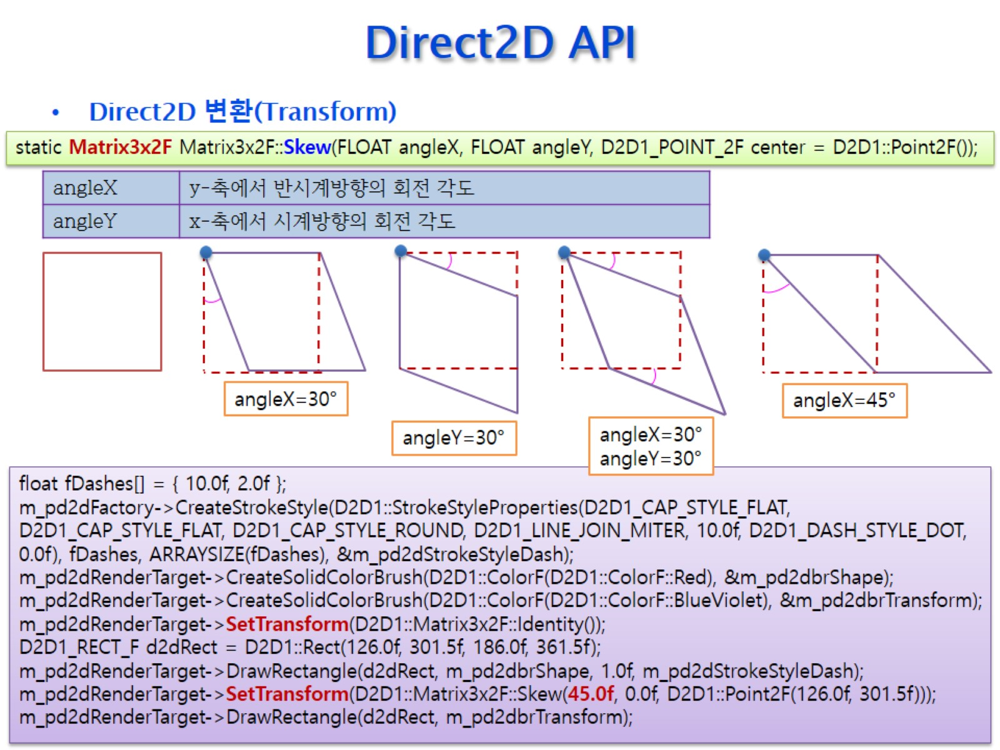 Direct2D API
• Direct2D 변환(Transform)
static Matrix3x2F Matrix3x2F::Skew(FLOAT angleX, FLOAT angleY, D2D1_POINT_2F center = D2D1::Point2F());
angleX y-축에서 반시계방향의 회전 각도
angleY x-축에서 시계방향의 회전 각도
angleX=30°
angleY=30°
angleX=30°
angleY=30°
angleX=45°
float fDashes[] = { 10.0f, 2.0f };
m_pd2dFactory->CreateStrokeStyle(D2D1::StrokeStyleProperties(D2D1_CAP_STYLE_FLAT,
D2D1_CAP_STYLE_FLAT, D2D1_CAP_STYLE_ROUND, D2D1_LINE_JOIN_MITER, 10.0f, D2D1_DASH_STYLE_DOT,
0.0f), fDashes, ARRAYSIZE(fDashes), &m_pd2dStrokeStyleDash);
m_pd2dRenderTarget->CreateSolidColorBrush(D2D1::ColorF(D2D1::ColorF::Red), &m_pd2dbrShape);
m_pd2dRenderTarget->CreateSolidColorBrush(D2D1::ColorF(D2D1::ColorF::BlueViolet), &m_pd2dbrTransform);
m_pd2dRenderTarget->SetTransform(D2D1::Matrix3x2F::Identity());
D2D1_RECT_F d2dRect = D2D1::Rect(126.0f, 301.5f, 186.0f, 361.5f);
m_pd2dRenderTarget->DrawRectangle(d2dRect, m_pd2dbrShape, 1.0f, m_pd2dStrokeStyleDash);
m_pd2dRenderTarget->SetTransform(D2D1::Matrix3x2F::Skew(45.0f, 0.0f, D2D1::Point2F(126.0f, 301.5f)));
m_pd2dRenderTarget->DrawRectangle(d2dRect, m_pd2dbrTransform);